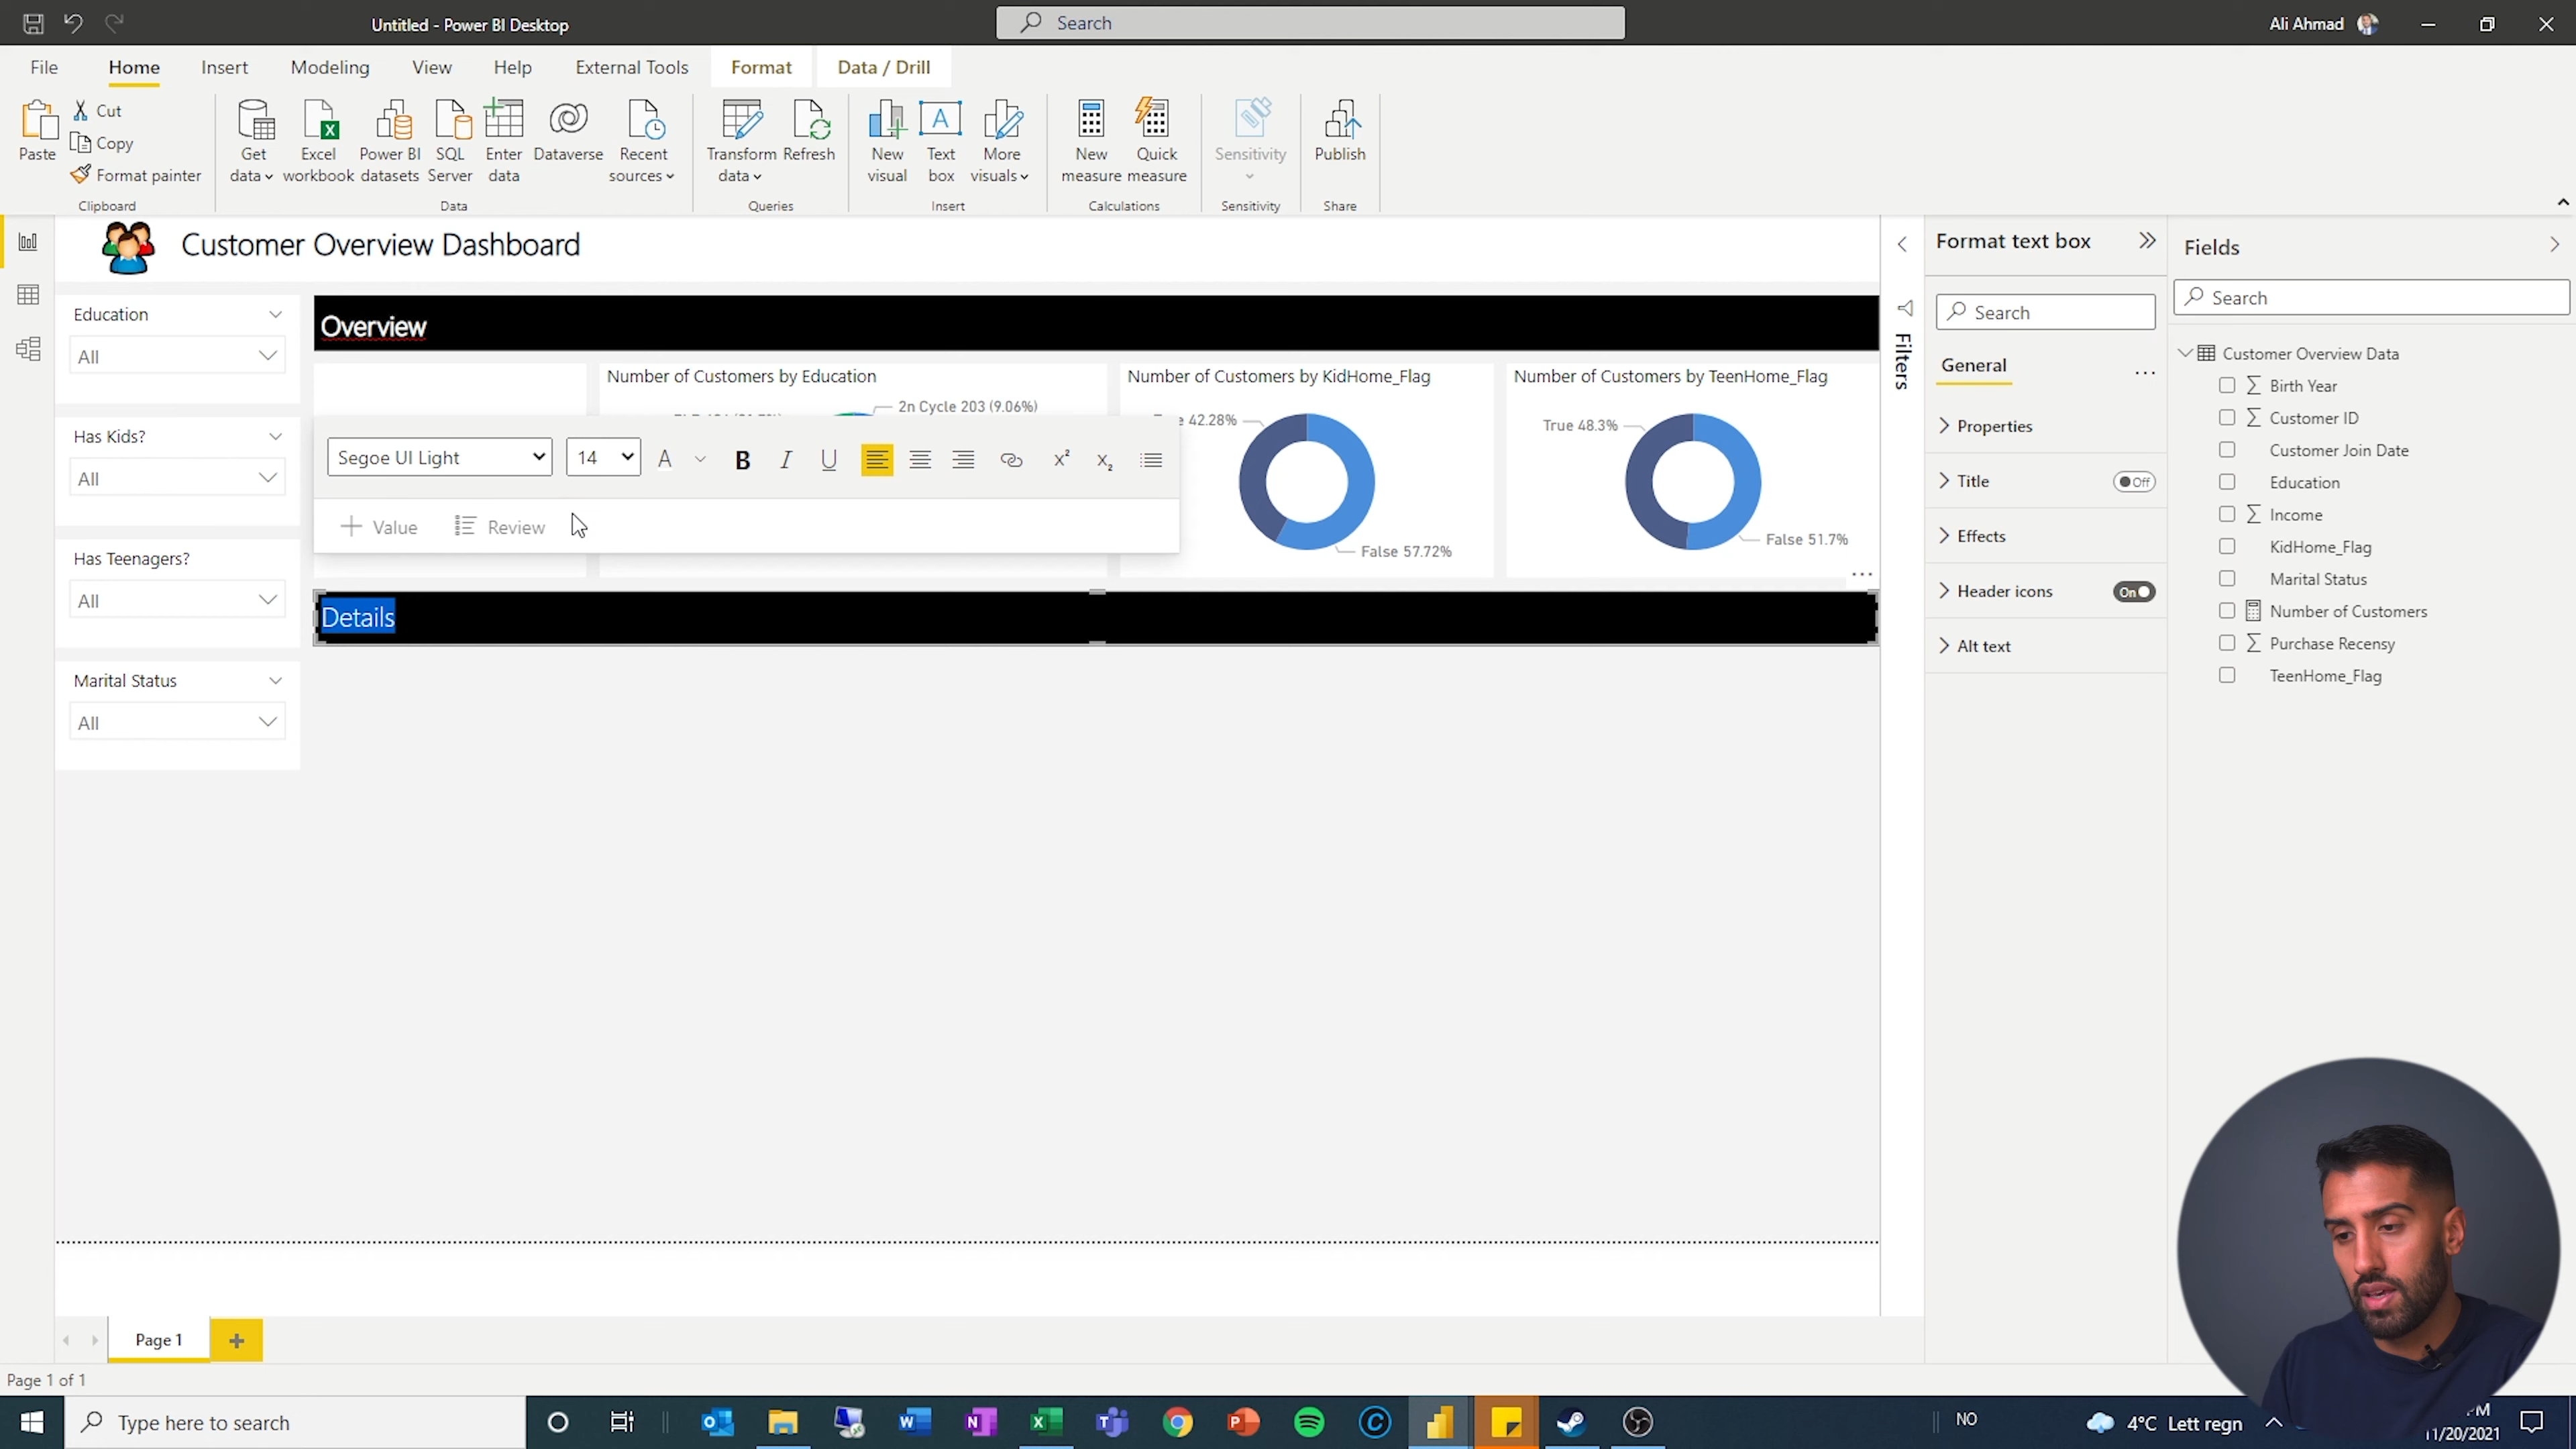 Untitled - Power BI Desktop
Search
Ali Ahmad
File Home Insert Modeling View Help External Tools Format Data / Drill
Paste
Cut
Copy
Format painter
Clipboard
Get data
Excel workbook
Power BI datasets
SQL Server
Enter data
Dataverse
Recent sources
Data
Transform data
Refresh
Queries
New visual
Text box
More visuals
Insert
New measure
Quick measure
Calculations
Sensitivity
Sensitivity
Publish
Share
Customer Overview Dashboard
Education
All
Has Kids?
All
Has Teenagers?
All
Marital Status
All
Overview
Number of Customers by Education
2n Cycle 203 (9.06%)
Number of Customers by KidHome_Flag
42.28%
False 57.72%
Number of Customers by TeenHome_Flag
True 48.3%
False 51.7%
Segoe UI Light 14 A B I U x² x₂
Value Review
Details
Filters
Format text box
Search
General
Properties
Title Off
Effects
Header icons On
Alt text
Fields
Search
Customer Overview Data
Birth Year
Customer ID
Customer Join Date
Education
Income
KidHome_Flag
Marital Status
Number of Customers
Purchase Recensy
TeenHome_Flag
Page 1
Page 1 of 1
Type here to search
NO
4°C Lett regn
11/20/2021